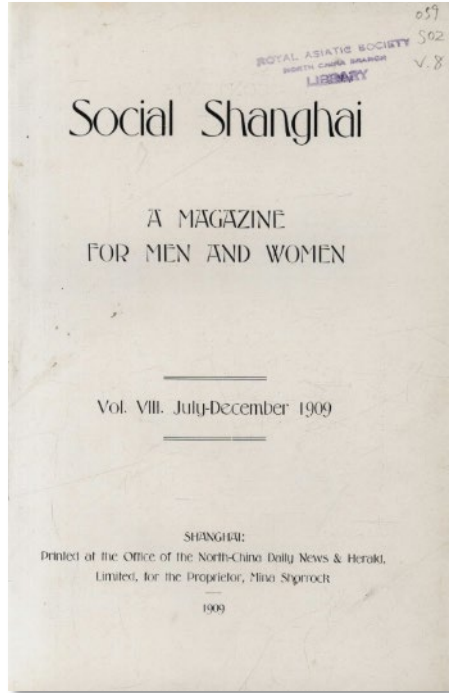 059
S02
V.8
ROYAL ASIATIC SOCIETY
NORTH CHINA BRANCH
LIBRARY
Social Shanghai
A MAGAZINE
FOR MEN AND WOMEN
Vol. VIII. July-December 1909
SHANGHAI:
Printed at the Office of the North-China Daily News & Herald,
Limited, for the Proprietor, Mina Shorrock
1909